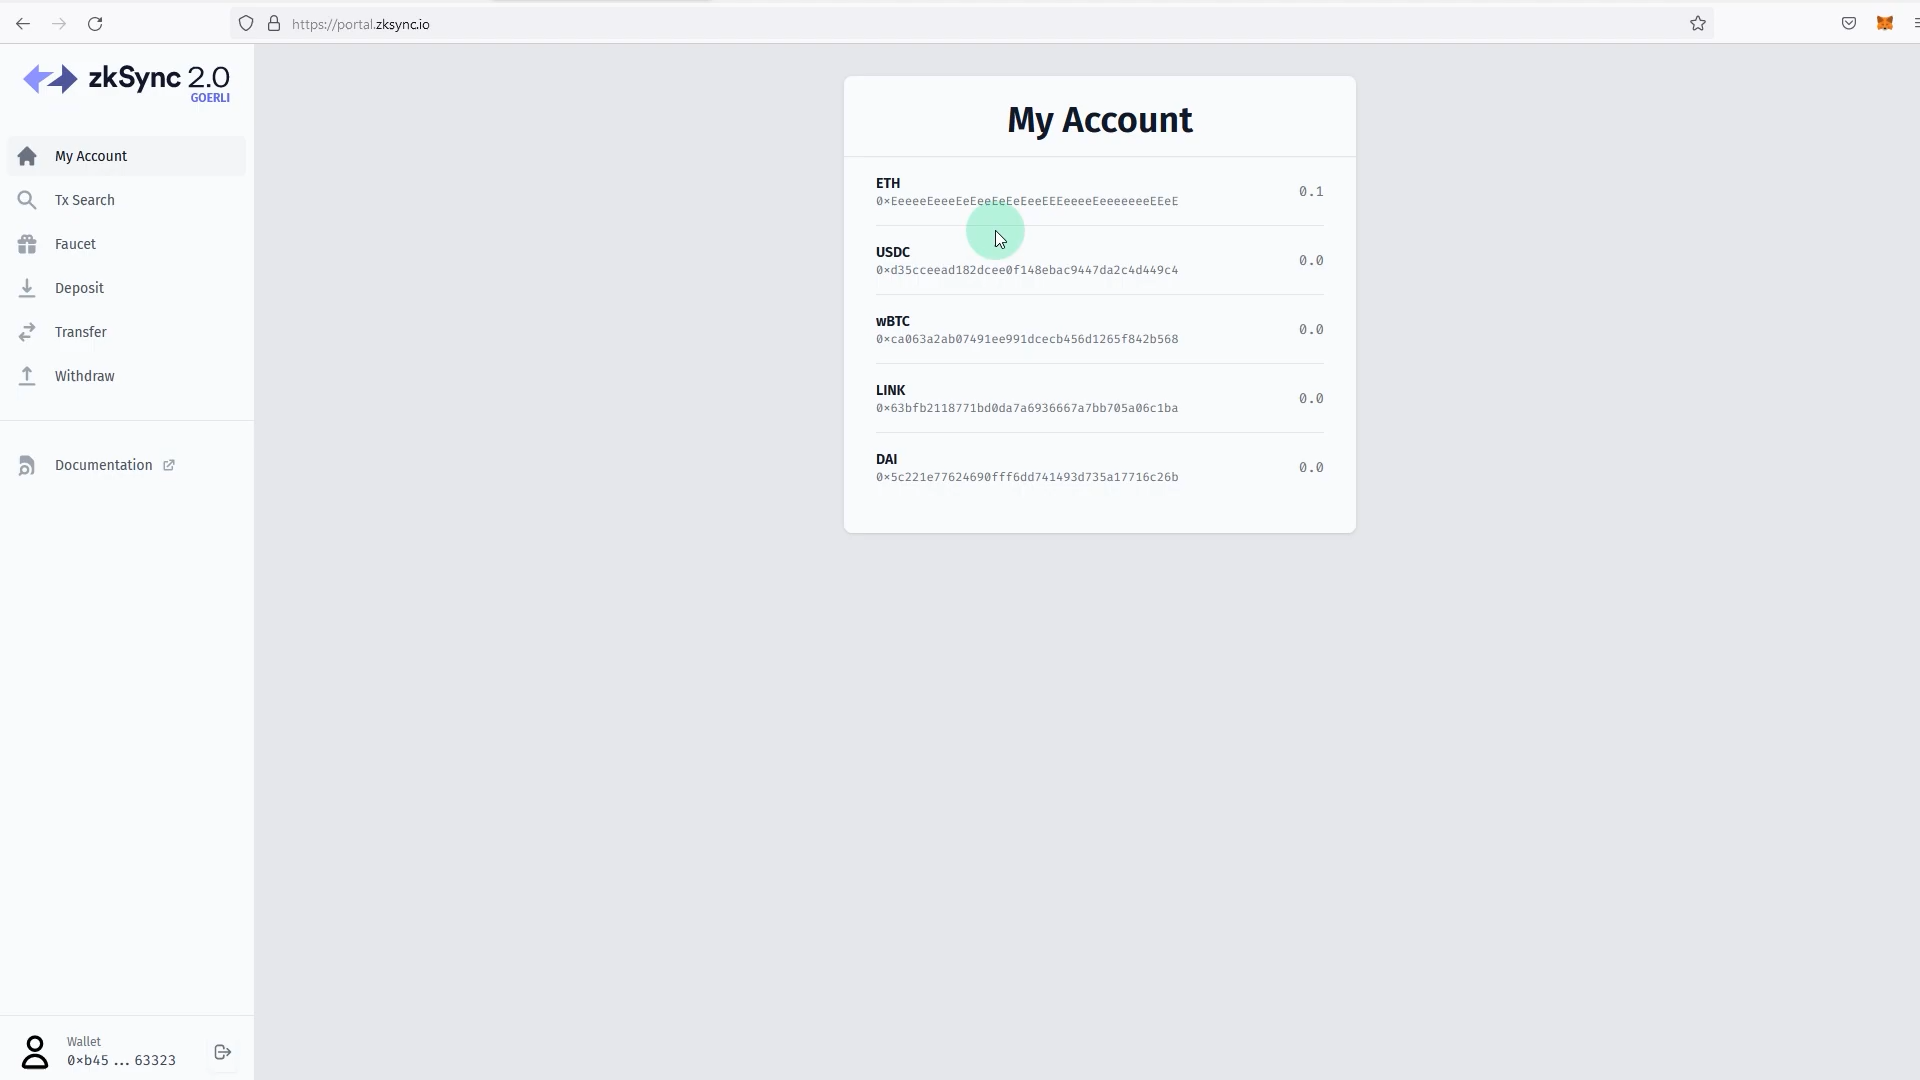 https://portal.zksync.io
zkSync 2.0
GOERLI
My Account
Tx Search
Faucet
Deposit
Transfer
Withdraw
Documentation
Wallet
0×b45 ... 63323
My Account
ETH
0.1
USDC
0×d35cceead182dcee0f148ebac9447da2c4d449c4
0.0
wBTC
0×ca063a2ab07491ee991dcecb456d1265f842b568
0.0
LINK
0×63bfb2118771bd0da7a6936667a7bb705a06c1ba
0.0
DAI
0×5c221e77624690fff6dd741493d735a17716c26b
0.0